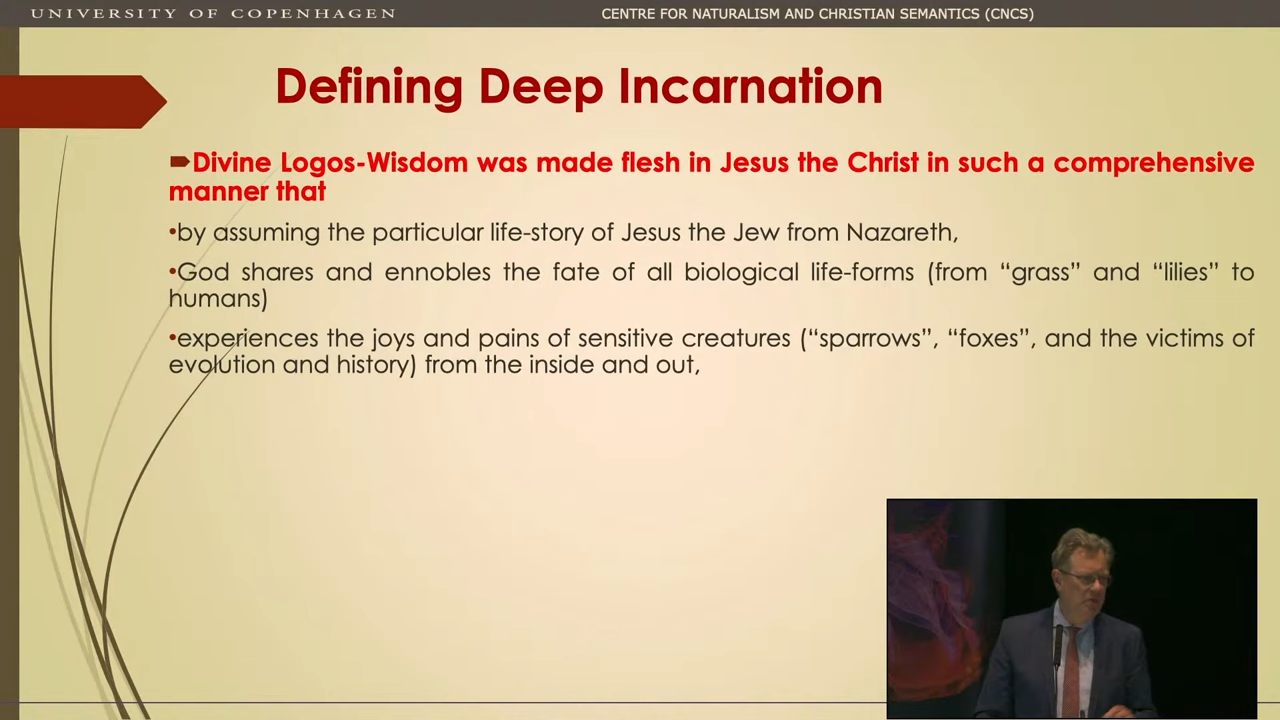 UNIVERSITY OF COPENHAGEN
CENTRE FOR NATURALISM AND CHRISTIAN SEMANTICS (CNCS)
Defining Deep Incarnation
Divine Logos-Wisdom was made flesh in Jesus the Christ in such a comprehensive
manner that
•by assuming the particular life-story of Jesus the Jew from Nazareth,
•God shares and ennobles the fate of all biological life-forms (from “grass” and “lilies” to
humans)
•experiences the joys and pains of sensitive creatures (“sparrows”, “foxes”, and the victims of
evolution and history) from the inside and out,